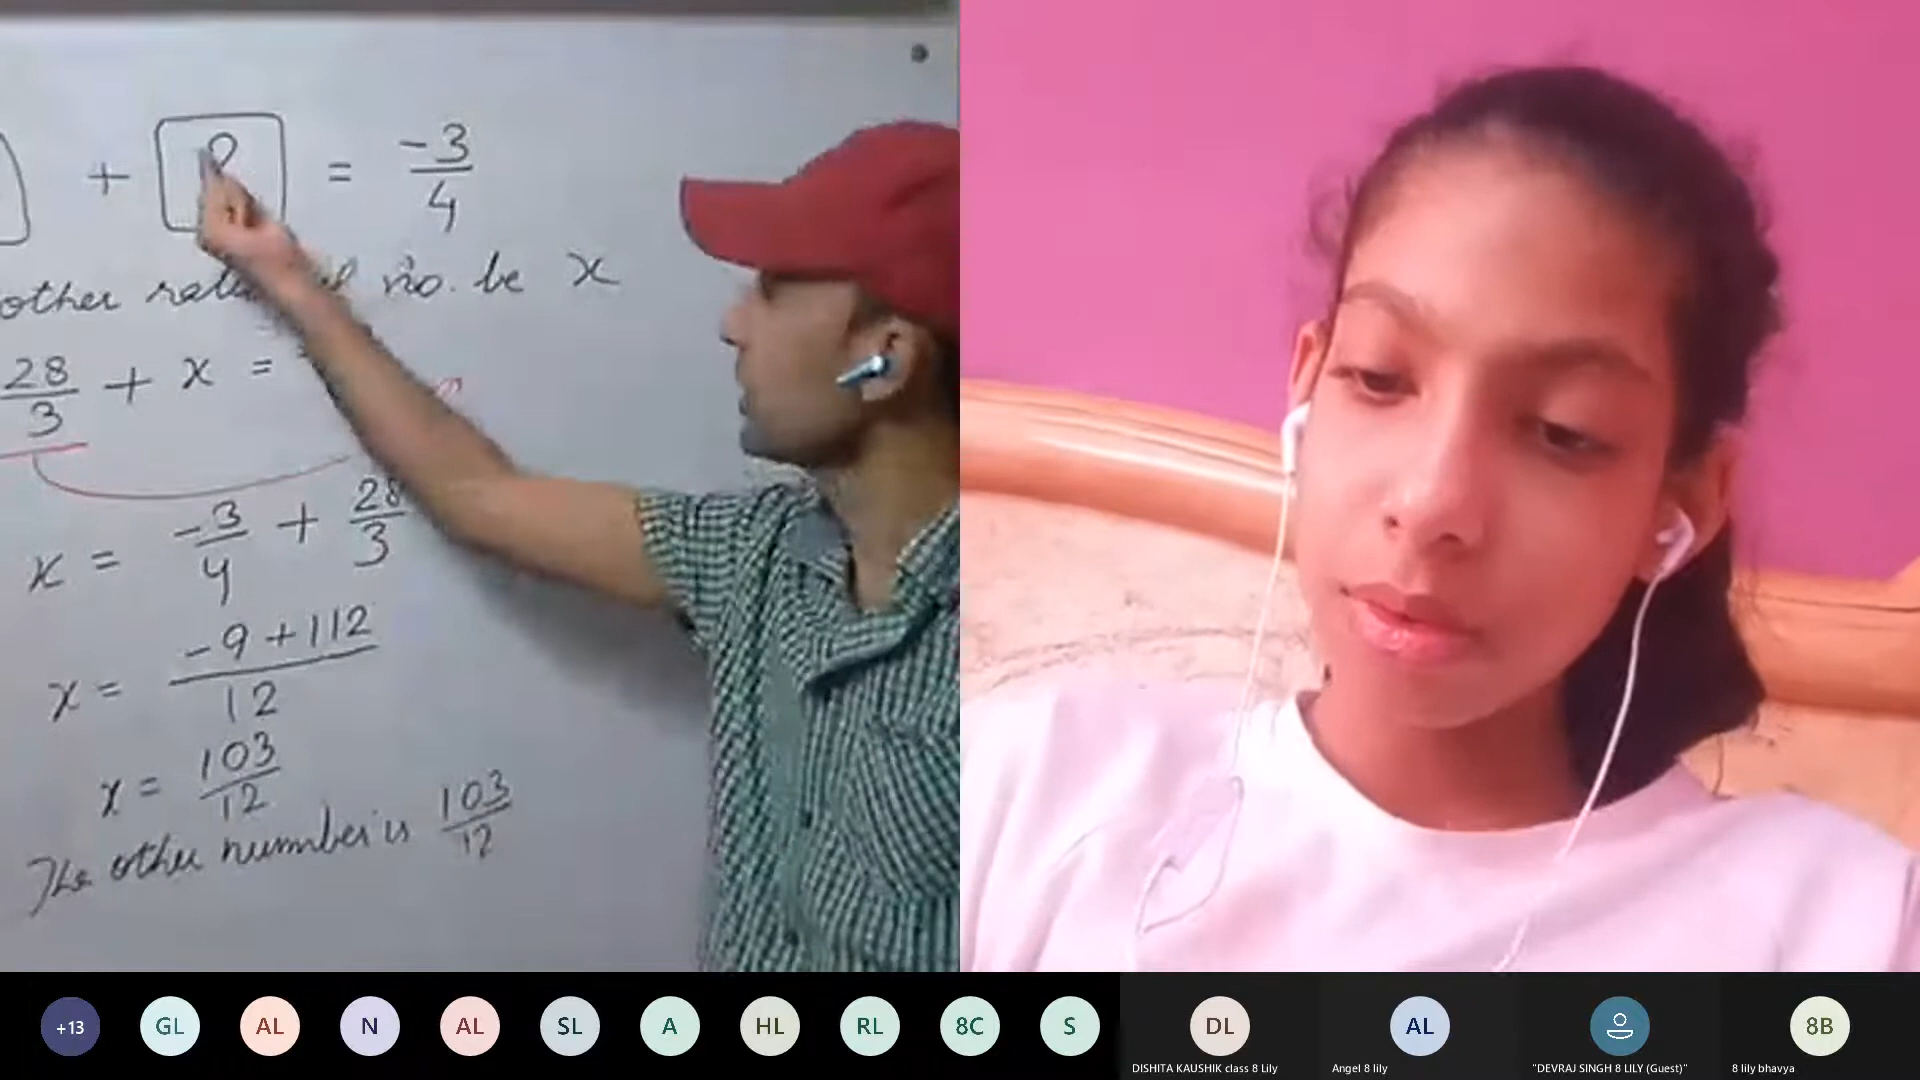 + ? = -3/4
other no. be x
28/3 + x =
x = -3/4 + 28/3
x = -9+112/12
x = 103/12
The other number is 103/12
+13
GL
AL
N
AL
SL
A
HL
RL
8C
S
DL
AL
8B
DISHITA KAUSHIK class 8 Lily
Angel 8 lily
"DEVRAJ SINGH 8 LILY (Guest)"
8 lily bhavya